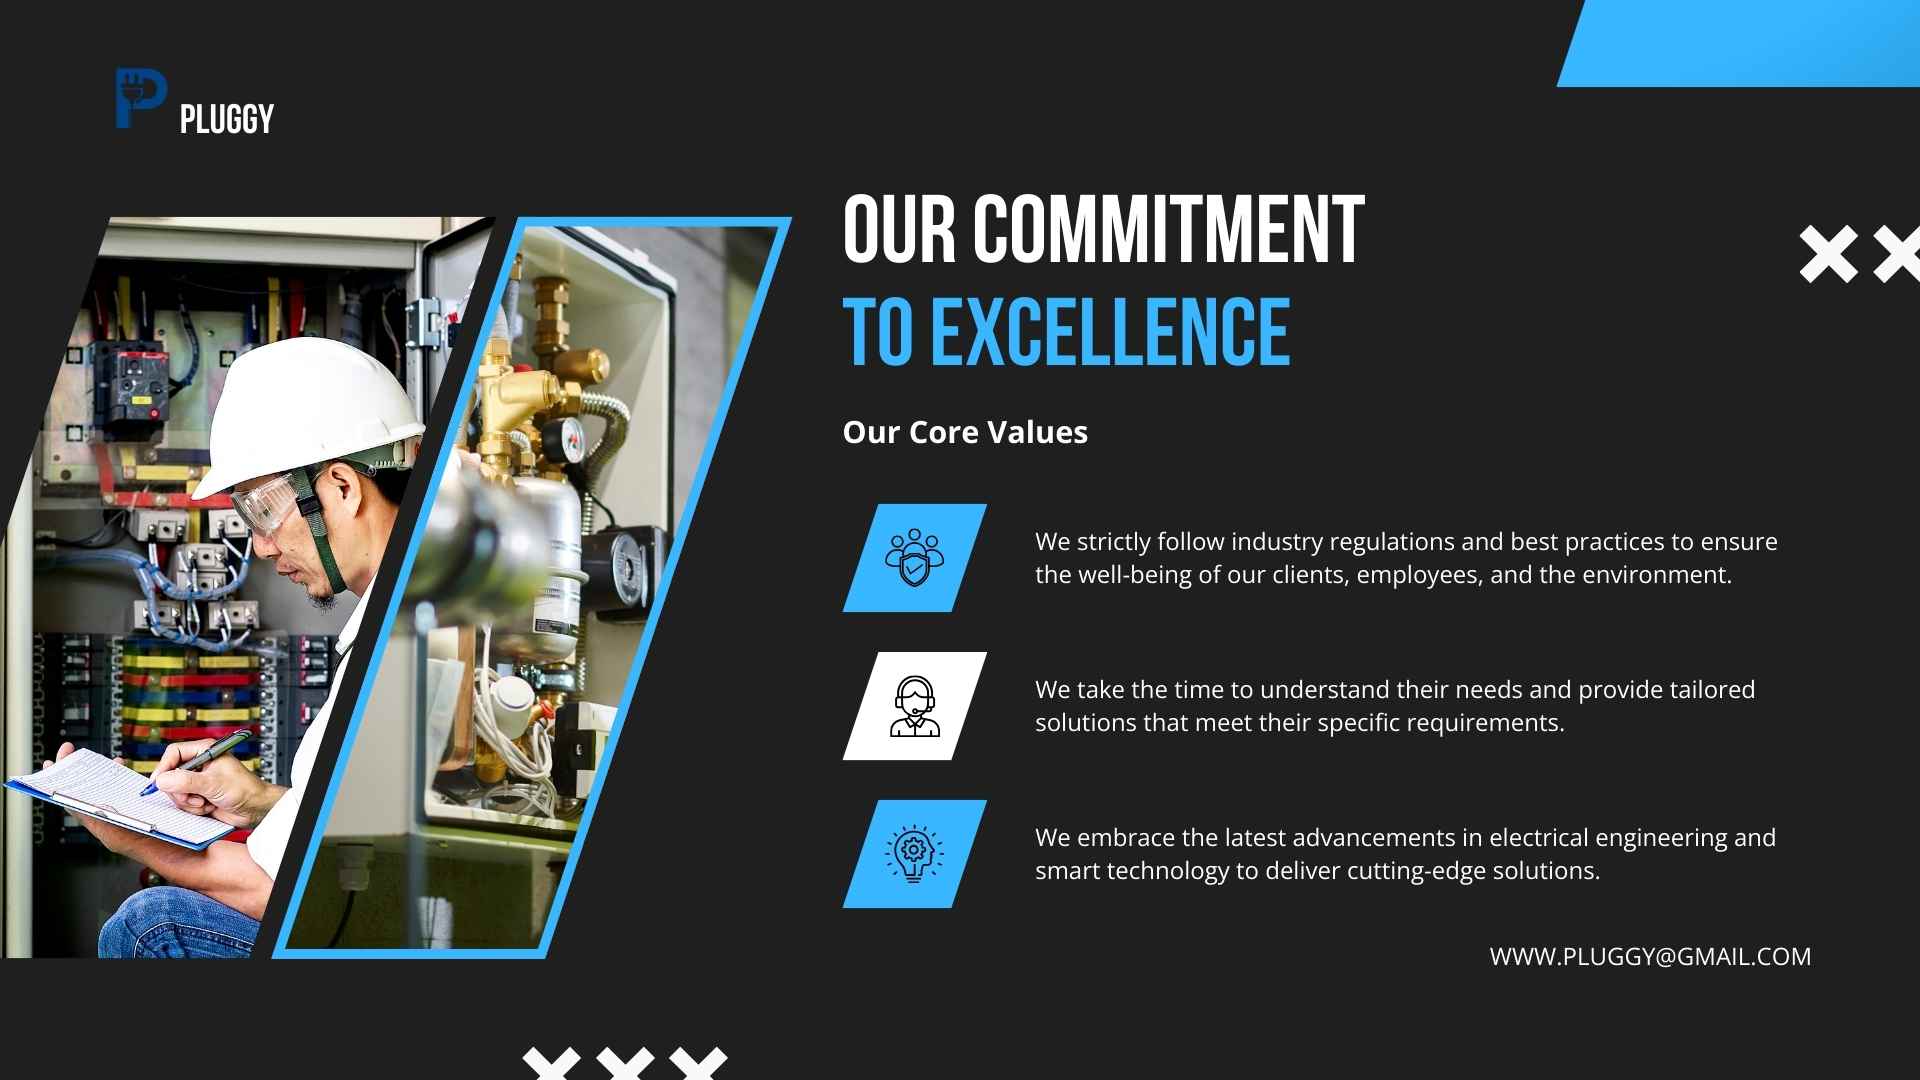 PLUGGY
OUR COMMITMENT
TO EXCELLENCE
Our Core Values
We strictly follow industry regulations and best practices to ensure
the well-being of our clients, employees, and the environment.
We take the time to understand their needs and provide tailored
solutions that meet their specific requirements.
We embrace the latest advancements in electrical engineering and
smart technology to deliver cutting-edge solutions.
WWW.PLUGGY@GMAIL.COM